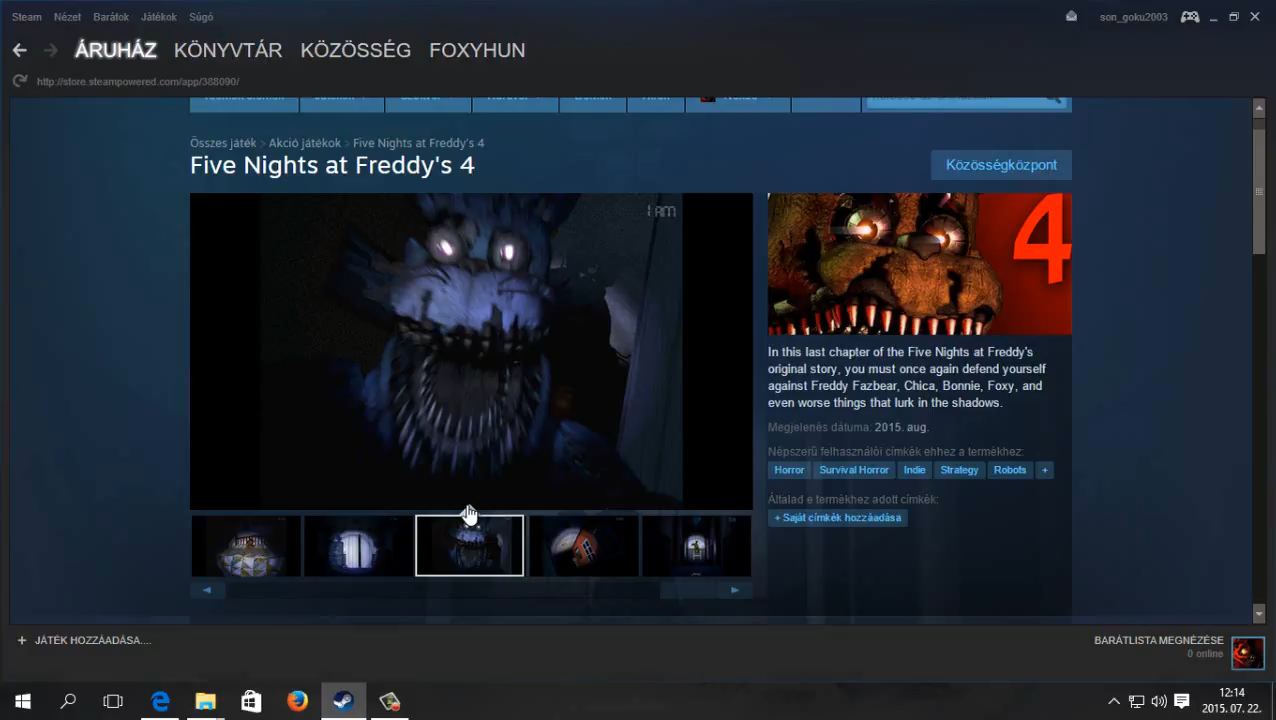 Steam Nézet Barátok Játékok Súgó son_goku2003
ÁRUHÁZ KÖNYVTÁR KÖZÖSSÉG FOXYHUN
http://store.steampowered.com/app/388090/
Összes játék > Akció játékok > Five Nights at Freddy's 4
Five Nights at Freddy's 4
Közösségközpont
1 AM
4
In this last chapter of the Five Nights at Freddy's
original story, you must once again defend yourself
against Freddy Fazbear, Chica, Bonnie, Foxy, and
even worse things that lurk in the shadows.
Megjelenés dátuma: 2015. aug.
Népszerű felhasználói címkék ehhez a termékhez:
Horror Survival Horror Indie Strategy Robots +
Általad e termékhez adott címkék:
+ Saját címkék hozzáadása
+ JÁTÉK HOZZÁADÁSA....
BARÁTLISTA MEGNÉZÉSE
0 online
12:14
2015. 07. 22.